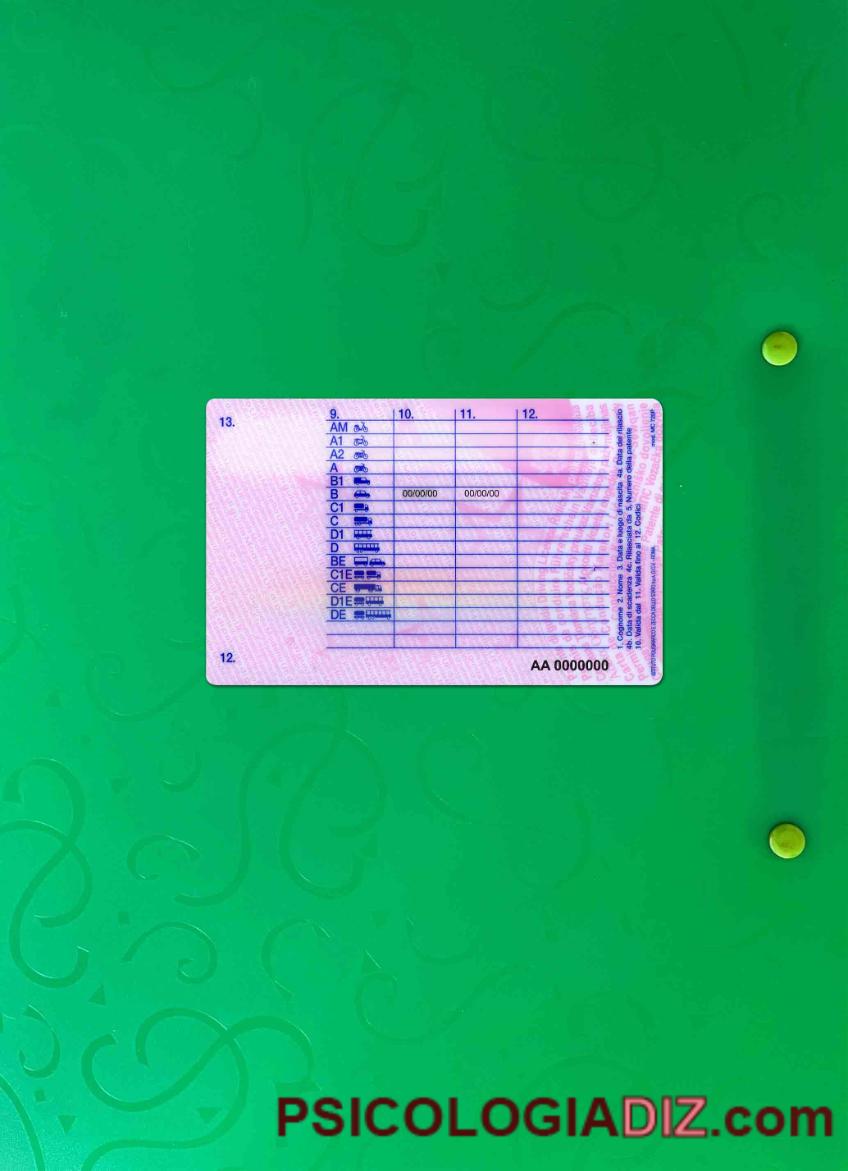 13.
9. 10. 11. 12.
AM
A1
A2
A
B1
B 00/00/00 00/00/00
C1
C
D1
D
BE
C1E
CE
D1E
DE
12.
AA 0000000
1. Cognome 2. Nome 3. Data e luogo di nascita 4a. Data del rilascio
4b. Data di scadenza 4c. Rilasciata da 5. Numero della patente
10. Valida dal 11. Valida fino al 12. Codici
mod. MC 720P
PSICOLOGIADIZ.com